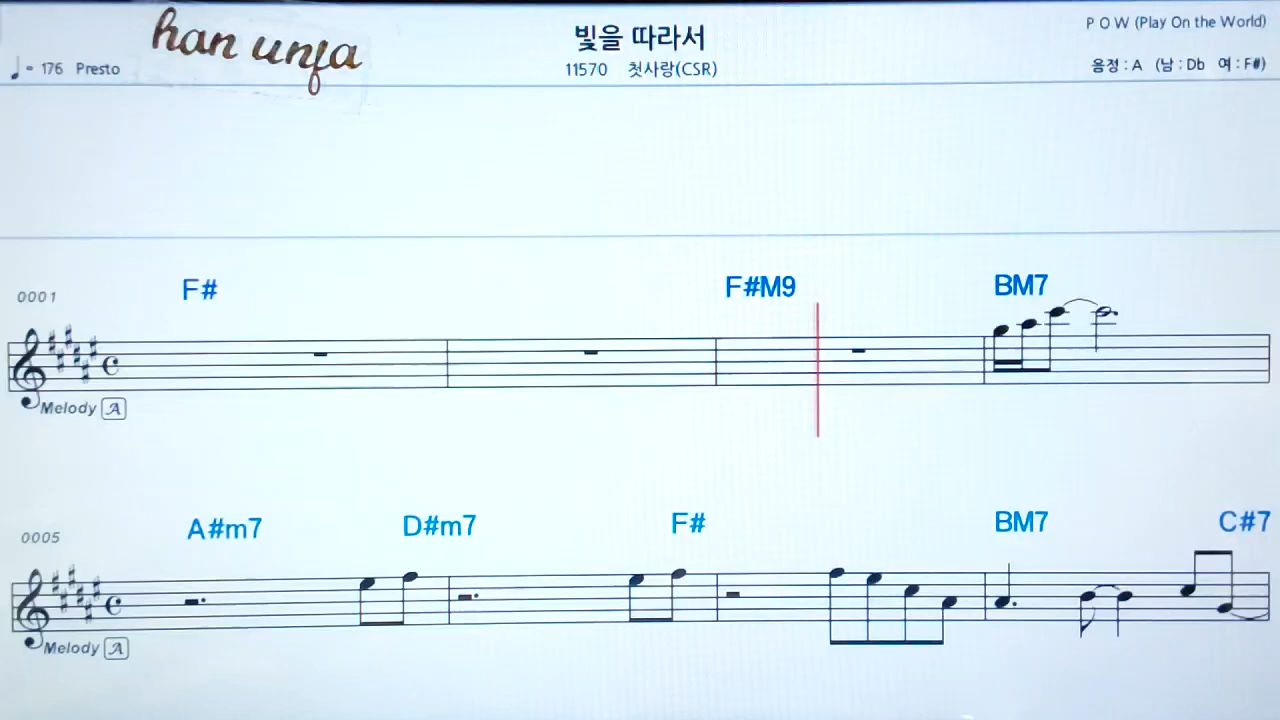 han unfa
빛을 따라서
P O W (Play On the World)
♩= 176 Presto
11570 첫사랑(CSR)
음정 : A (남 : Db 여 : F#)
F# F#M9 BM7
0001
Melody A
A#m7 D#m7 F# BM7 C#7
0005
Melody A